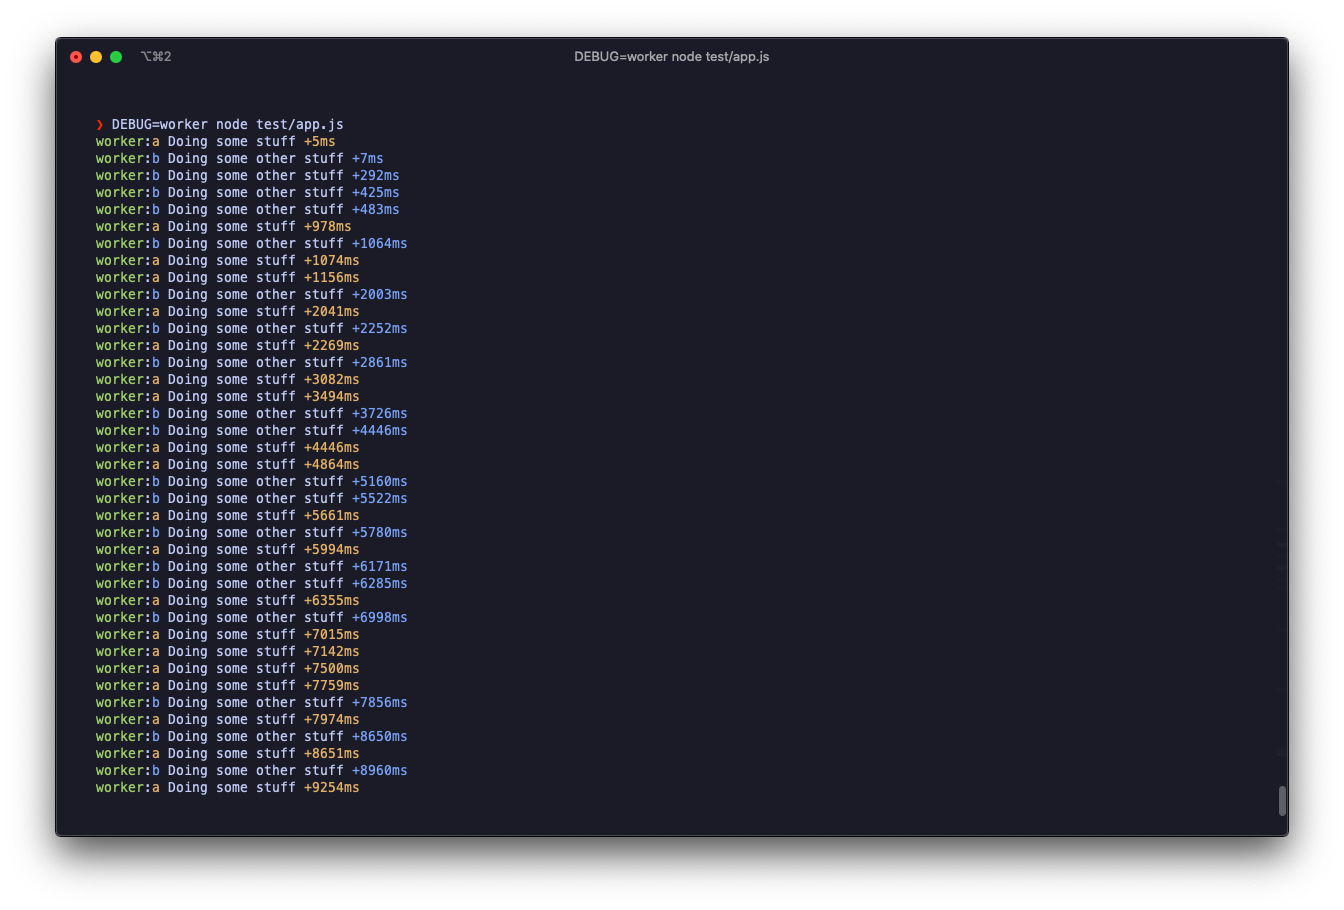 ⌥⌘2
DEBUG=worker node test/app.js
❯ DEBUG=worker node test/app.js
worker:a Doing some stuff +5ms
worker:b Doing some other stuff +7ms
worker:b Doing some other stuff +292ms
worker:b Doing some other stuff +425ms
worker:b Doing some other stuff +483ms
worker:a Doing some stuff +978ms
worker:b Doing some other stuff +1064ms
worker:a Doing some stuff +1074ms
worker:a Doing some stuff +1156ms
worker:b Doing some other stuff +2003ms
worker:a Doing some stuff +2041ms
worker:b Doing some other stuff +2252ms
worker:a Doing some stuff +2269ms
worker:b Doing some other stuff +2861ms
worker:a Doing some stuff +3082ms
worker:a Doing some stuff +3494ms
worker:b Doing some other stuff +3726ms
worker:b Doing some other stuff +4446ms
worker:a Doing some stuff +4446ms
worker:a Doing some stuff +4864ms
worker:b Doing some other stuff +5160ms
worker:b Doing some other stuff +5522ms
worker:a Doing some stuff +5661ms
worker:b Doing some other stuff +5780ms
worker:a Doing some stuff +5994ms
worker:b Doing some other stuff +6171ms
worker:b Doing some other stuff +6285ms
worker:a Doing some stuff +6355ms
worker:b Doing some other stuff +6998ms
worker:a Doing some stuff +7015ms
worker:a Doing some stuff +7142ms
worker:a Doing some stuff +7500ms
worker:a Doing some stuff +7759ms
worker:b Doing some other stuff +7856ms
worker:a Doing some stuff +7974ms
worker:b Doing some other stuff +8650ms
worker:a Doing some stuff +8651ms
worker:b Doing some other stuff +8960ms
worker:a Doing some stuff +9254ms